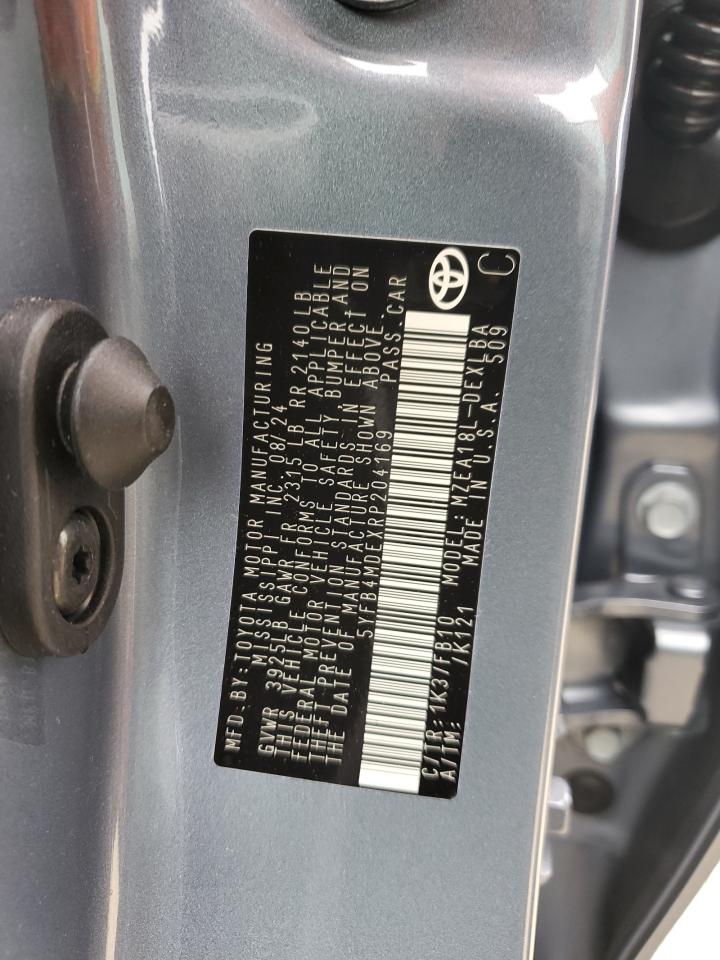 MFD. BY: TOYOTA MOTOR MANUFACTURING
MISSISSIPPI INC. 08/24
GVWR 3925LB GAWR FR 2315 LB RR 2140LB
THIS VEHICLE CONFORMS TO ALL APPLICABLE
FEDERAL MOTOR VEHICLE SAFETY, BUMPER AND
THEFT PREVENTION STANDARDS IN EFFECT ON
THE DATE OF MANUFACTURE SHOWN ABOVE.
5YFB4MDEXRP204169 PASS.CAR
C/TR: 1K3/FB10 MODEL: MZEA18L-DEXLBA
A/TM: /K121 MADE IN U.S.A. 509
C